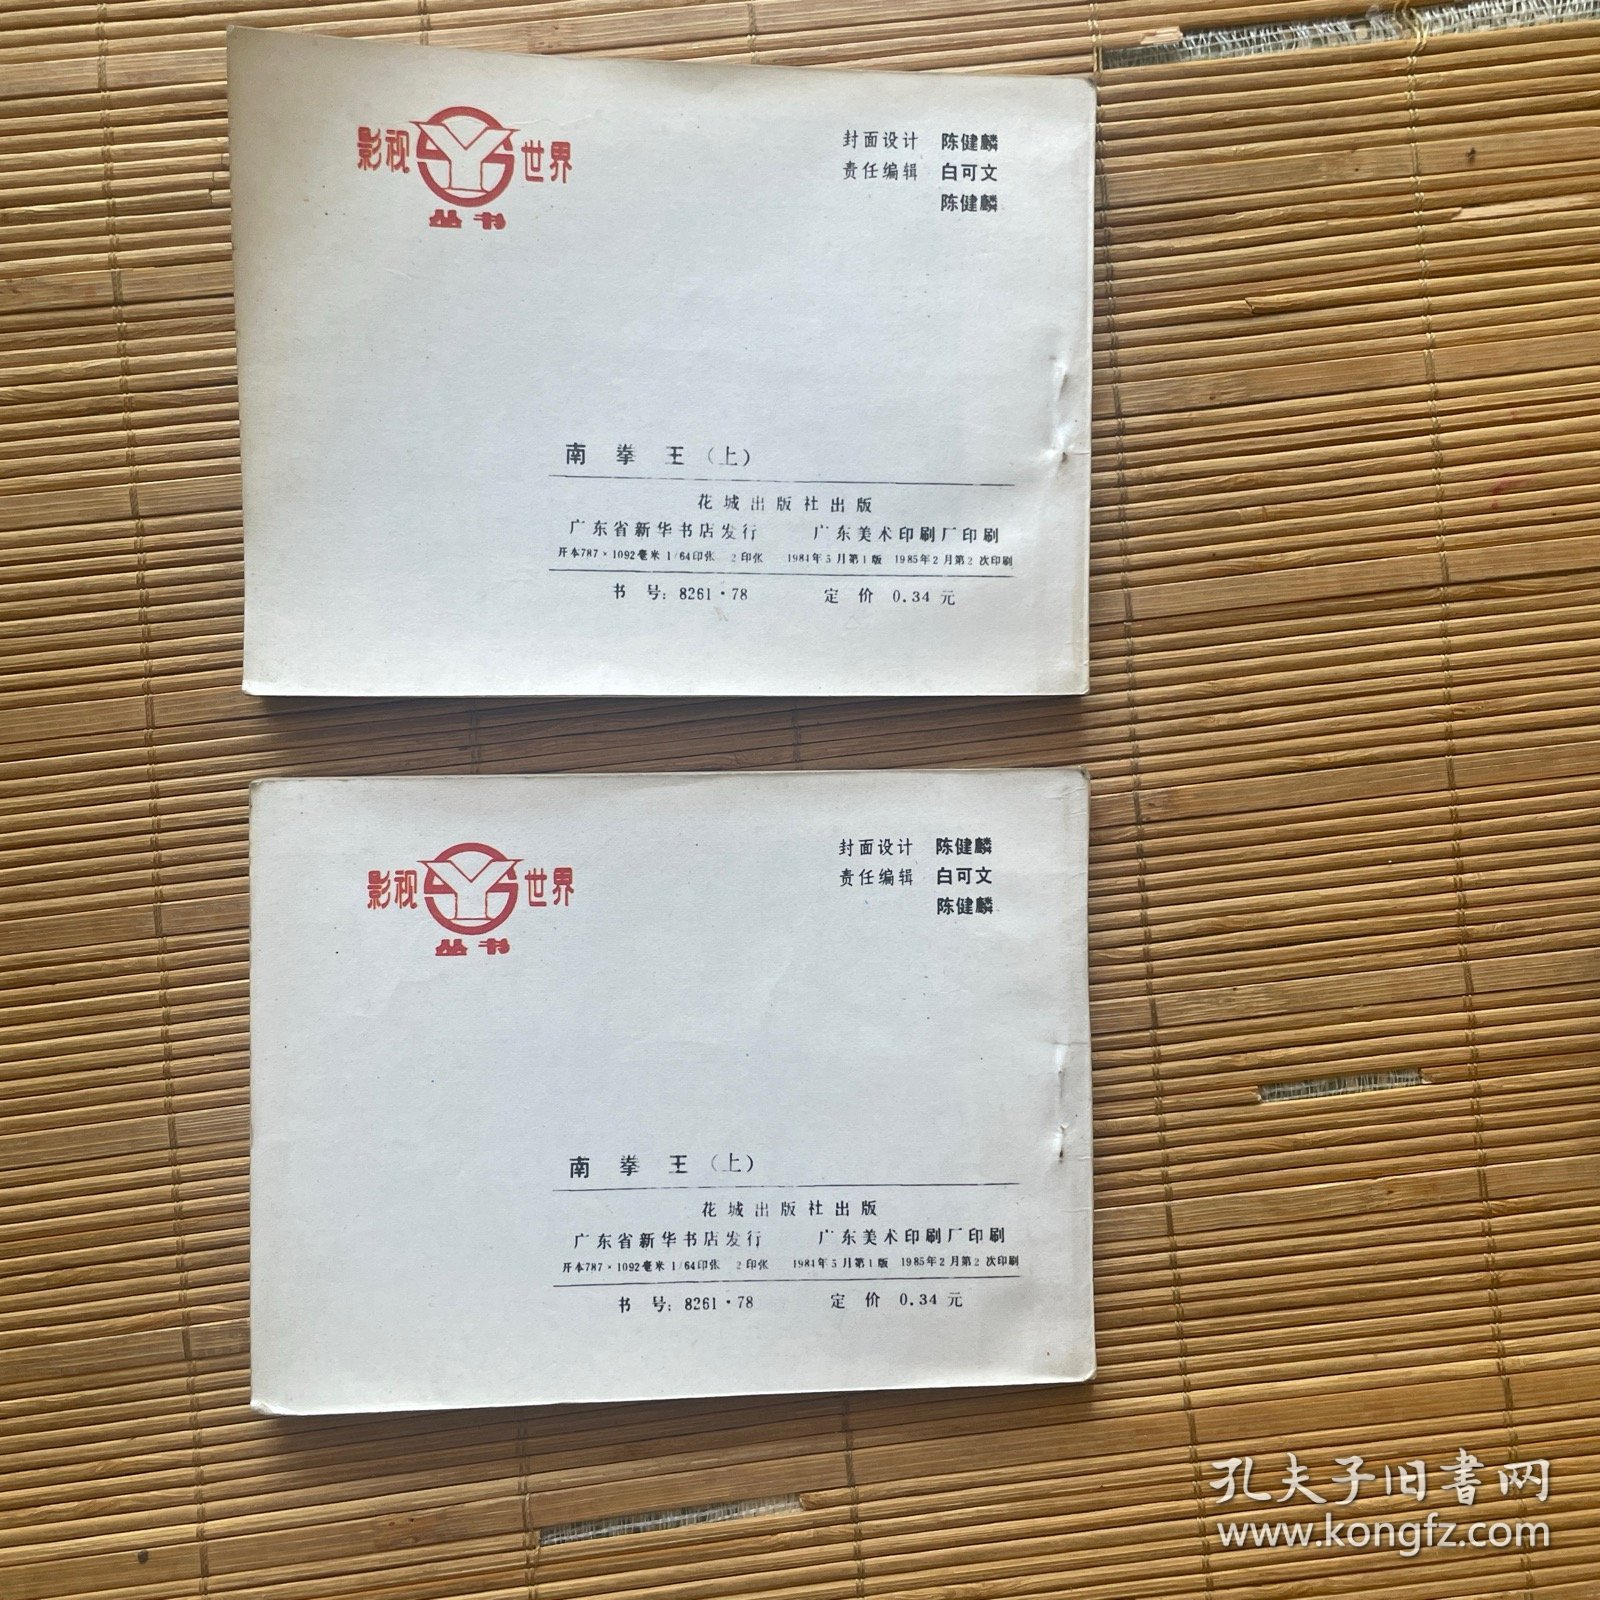 影视世界
丛书
封面设计 陈健麟
责任编辑 白可文
陈健麟
南拳王（上）
花城出版社出版
广东省新华书店发行 广东美术印刷厂印刷
开本787×1092毫米 1/64印张 2印张 1984年5月第1版 1985年2月第2次印刷
书号：8261·78 定价 0.34元
影视世界
丛书
封面设计 陈健麟
责任编辑 白可文
陈健麟
南拳王（上）
花城出版社出版
广东省新华书店发行 广东美术印刷厂印刷
开本787×1092毫米 1/64印张 2印张 1984年5月第1版 1985年2月第2次印刷
书号：8261·78 定价 0.34元
孔夫子旧书网
www.kongfz.com